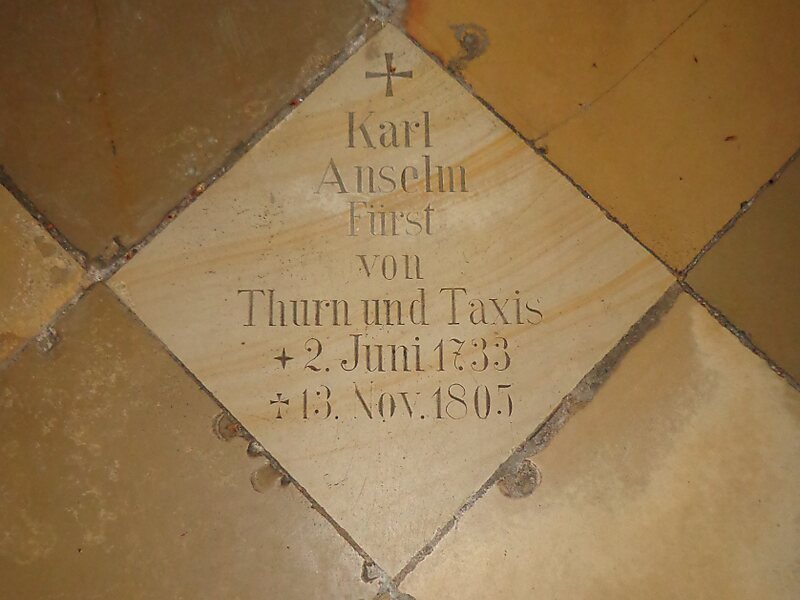 Karl
Anselm
Fürst
von
Thurn und Taxis
✦ 2. Juni 1733
✢ 13. Nov. 1805